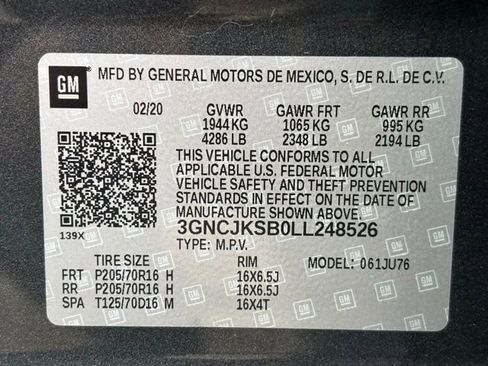 GM
MFD BY GENERAL MOTORS DE MEXICO, S. DE R.L. DE C.V.
02/20 GVWR GAWR FRT GAWR RR
1944 KG 1065 KG 995 KG
4286 LB 2348 LB 2194 LB
THIS VEHICLE CONFORMS TO ALL
APPLICABLE U.S. FEDERAL MOTOR
VEHICLE SAFETY AND THEFT PREVENTION
STANDARDS IN EFFECT ON THE DATE OF
MANUFACTURE SHOWN ABOVE.
139X
3GNCJKSB0LL248526
TYPE: M.P.V.
TIRE SIZE RIM MODEL: 061JU76
FRT P205/70R16 H 16X6.5J
RR P205/70R16 H 16X6.5J
SPA T125/70D16 M 16X4T